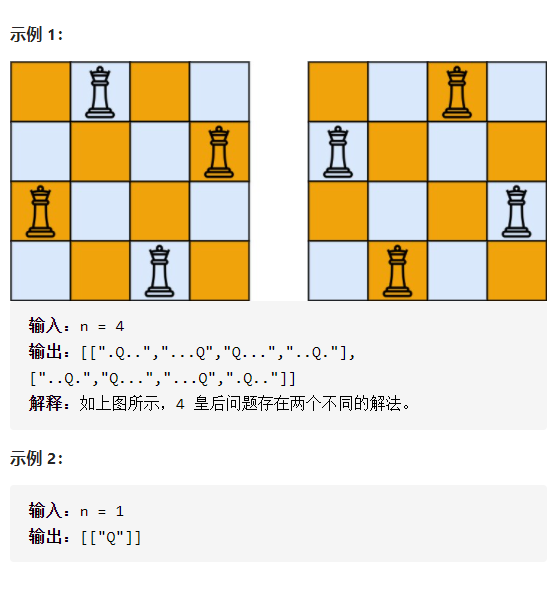 示例 1：
输入：n = 4
输出：[[".Q..","...Q","Q...","..Q."],
["..Q.","Q...","...Q",".Q.."]]
解释：如上图所示，4 皇后问题存在两个不同的解法。
示例 2：
输入：n = 1
输出：[["Q"]]